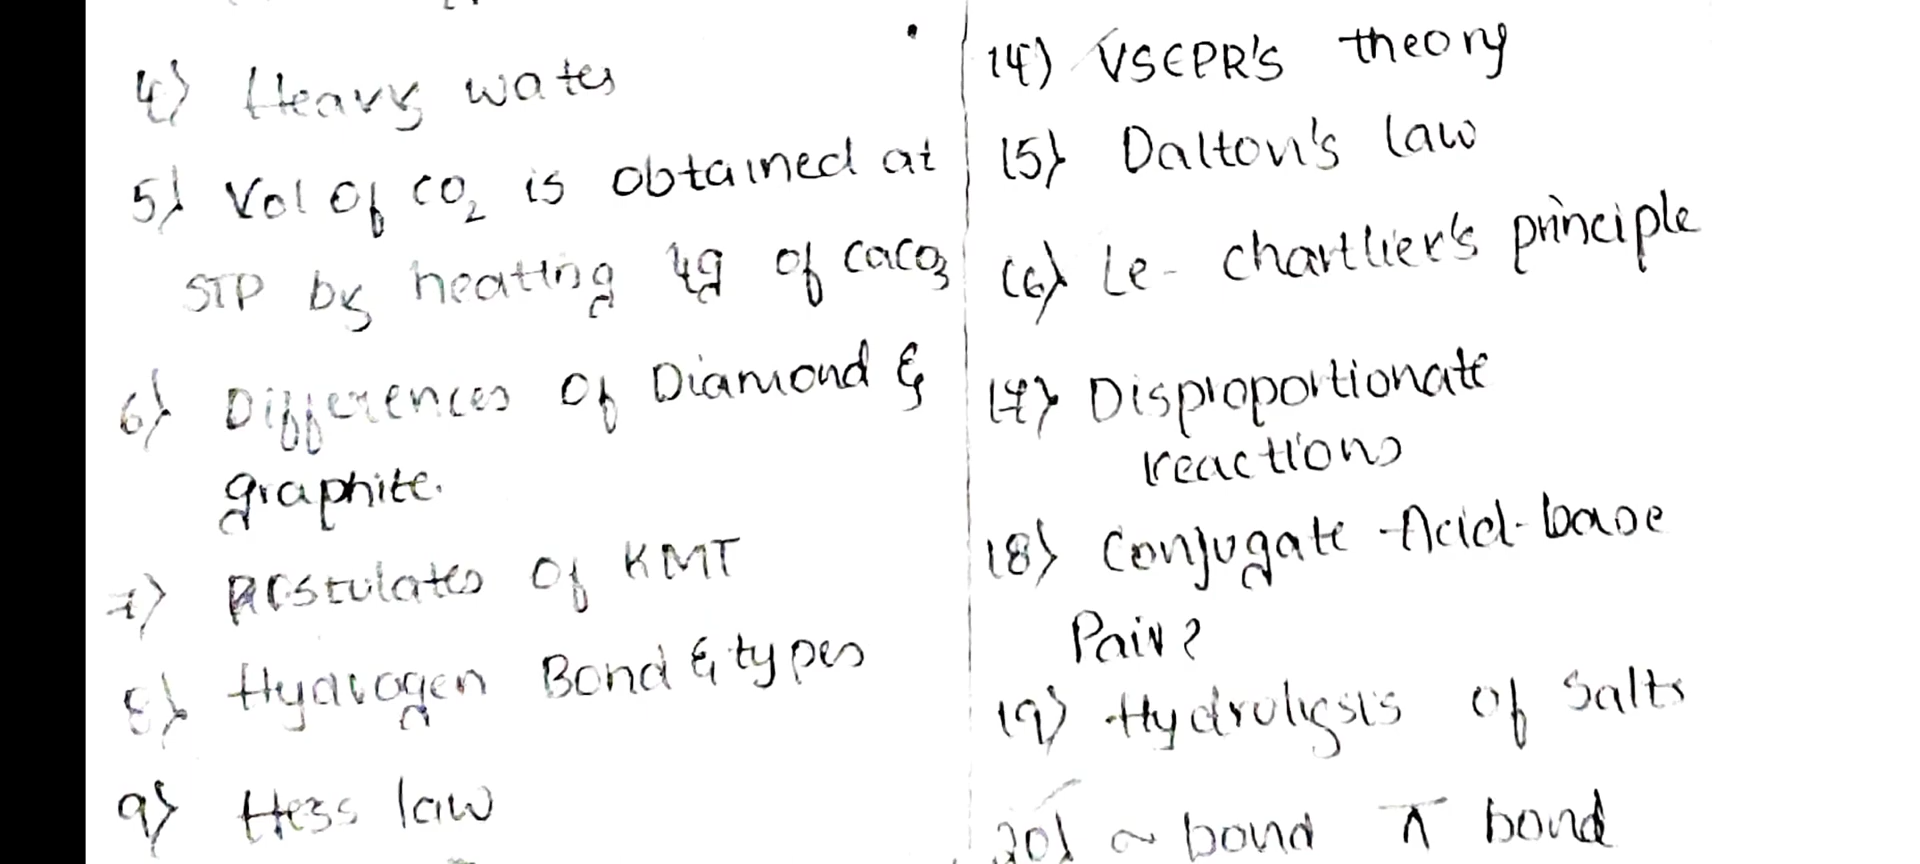 4) Heavy water
5) Vol of CO₂ is obtained at
STP by heating 4g of CaCO₃
6) Differences of Diamond &
graphite.
7) Postulates of KMT
8) Hydrogen Bond & types
9) Hess law
14) VSEPR's theory
15) Dalton's law
16) Le- chartlier's principle
17) Disproportionate
reactions
18) Conjugate -Acid-base
Pair?
19) Hydrolysis of Salts
20) ~ bond π bond